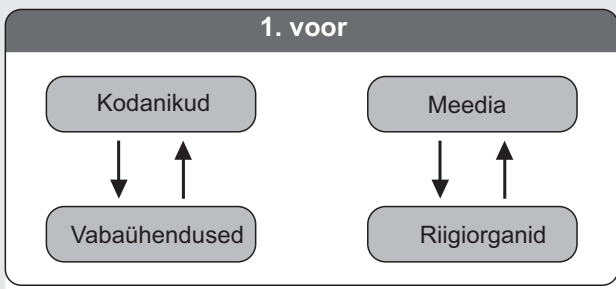 1. voor
Kodanikud
Meedia
Vabaühendused
Riigiorganid